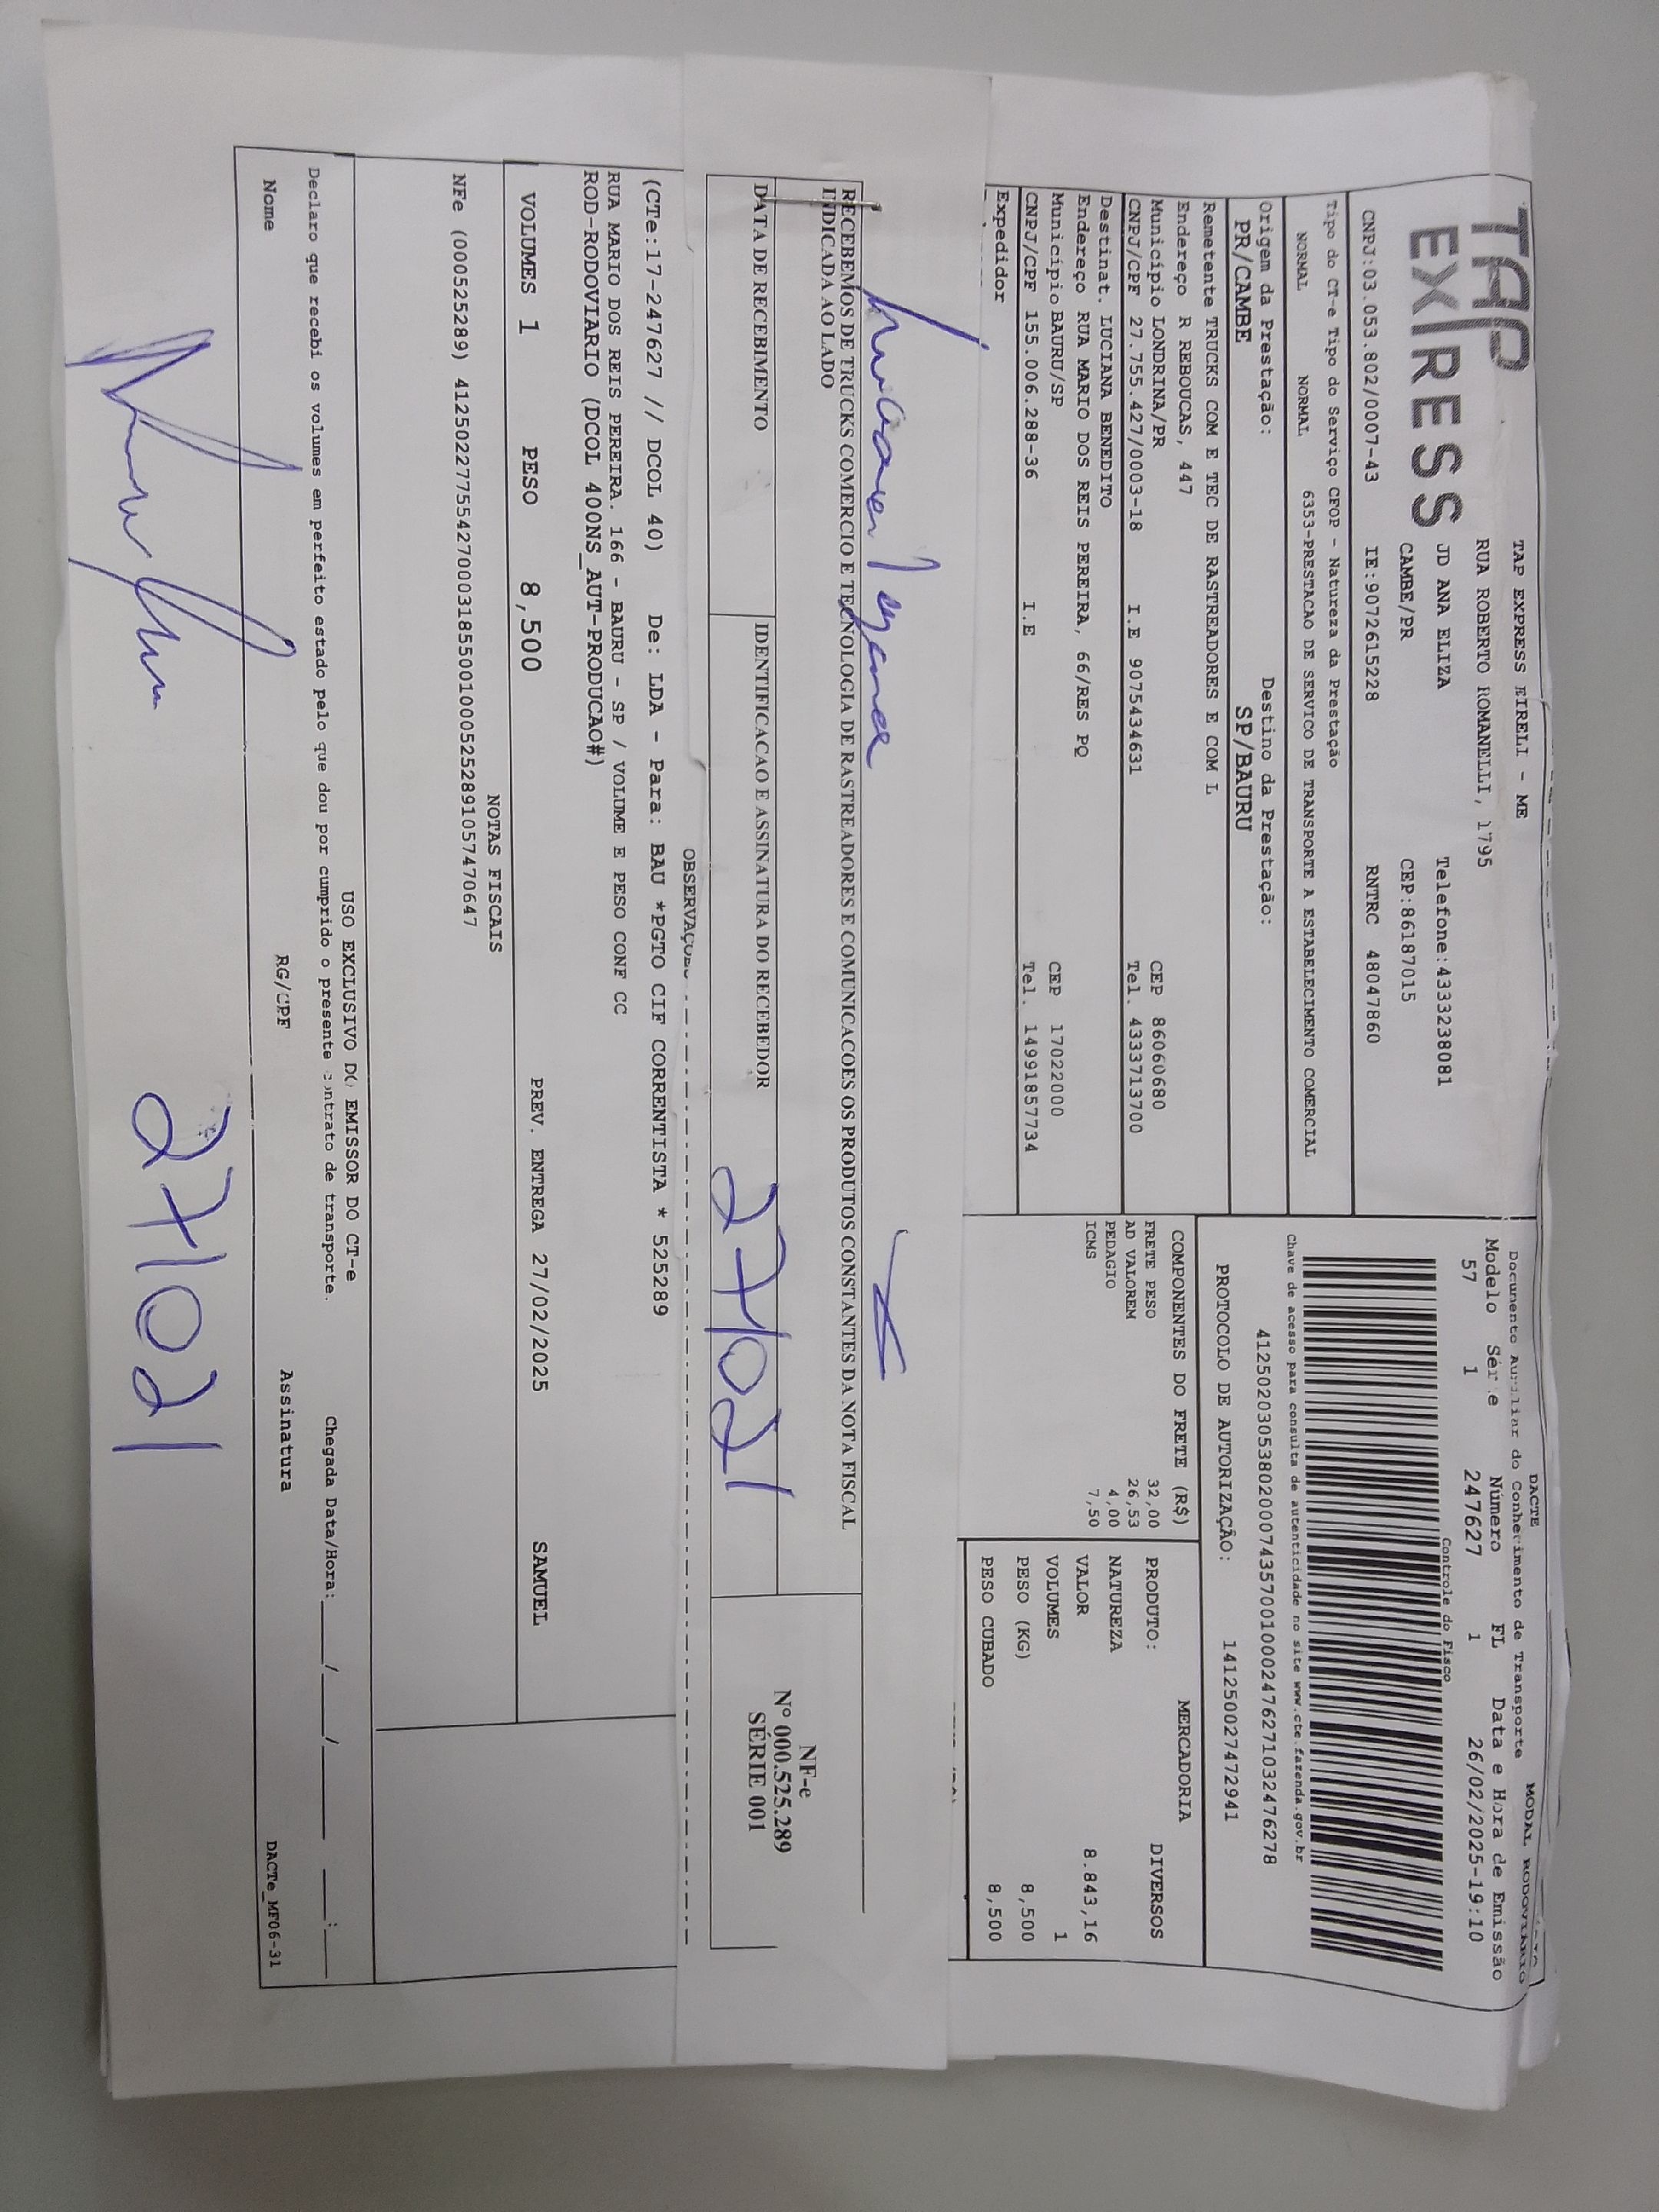 TAP
EXPRESS
TAP EXPRESS EIRELI - ME
RUA ROBERTO ROMANELLI, 1795
JD ANA ELIZA
Telefone:4333238081
CAMBE/PR
CEP:86187015
CNPJ:03.053.802/0007-43 IE:9072615228 RNTRC 48047860
Tipo do CT-e Tipo do Serviço CFOP - Natureza da Prestação
NORMAL NORMAL 6353-PRESTACAO DE SERVICO DE TRANSPORTE A ESTABELECIMENTO COMERCIAL
Origem da Prestação: Destino da Prestação:
PR/CAMBE SP/BAURU
Remetente TRUCKS COM E TEC DE RASTREADORES E COM L
Endereço R REBOUCAS, 447
Município LONDRINA/PR CEP 86060680
CNPJ/CPF 27.755.427/0003-18 I.E 9075434631 Tel. 4333713700
Destinat. LUCIANA BENEDITO
Endereço RUA MARIO DOS REIS PEREIRA, 66/RES PQ
Município BAURU/SP CEP 17022000
CNPJ/CPF 155.006.288-36 I.E Tel. 14991857734
Expedidor
DACTE MODAL RODOVIÁRIO
Documento Auxiliar do Conhecimento de Transporte
Modelo Série Número FL Data e Hora de Emissão
57 1 247627 1 26/02/2025-19:10
Controle do Fisco
Chave de acesso para consulta de autenticidade no site www.cte.fazenda.gov.br
41250203053802000743570010002476271032476278
PROTOCOLO DE AUTORIZAÇÃO: 141250027472941
COMPONENTES DO FRETE (R$)
FRETE PESO 32,00
AD VALOREM 26,53
PEDAGIO 4,00
ICMS 7,50
MERCADORIA
PRODUTO: DIVERSOS
NATUREZA
VALOR 8.843,16
VOLUMES 1
PESO (KG) 8,500
PESO CUBADO 8,500
RECEBEMOS DE TRUCKS COMERCIO E TECNOLOGIA DE RASTREADORES E COMUNICACOES OS PRODUTOS CONSTANTES DA NOTA FISCAL
INDICADA AO LADO
DATA DE RECEBIMENTO IDENTIFICACAO E ASSINATURA DO RECEBEDOR
27/02/
NF-e
Nº 000.525.289
SÉRIE 001
OBSERVAÇÕES
(CTe:17-247627 // DCOL 40) De: LDA - Para: BAU *PGTO CIF CORRENTISTA * 525289
RUA MARIO DOS REIS PEREIRA. 166 - BAURU - SP / VOLUME E PESO CONF CC
ROD-RODOVIARIO (DCOL 400NS_AUT-PRODUCAO#)
VOLUMES 1 PESO 8,500 PREV. ENTREGA 27/02/2025 SAMUEL
NOTAS FISCAIS
NFe (000525289) 41250227755427000318550010005252891057470647
USO EXCLUSIVO DO EMISSOR DO CT-e
Declaro que recebi os volumes em perfeito estado pelo que dou por cumprido o presente contrato de transporte. Chegada Data/Hora:____/____/____ ____:____
Nome RG/CPF Assinatura
DACTe_MF06-31
27/02/